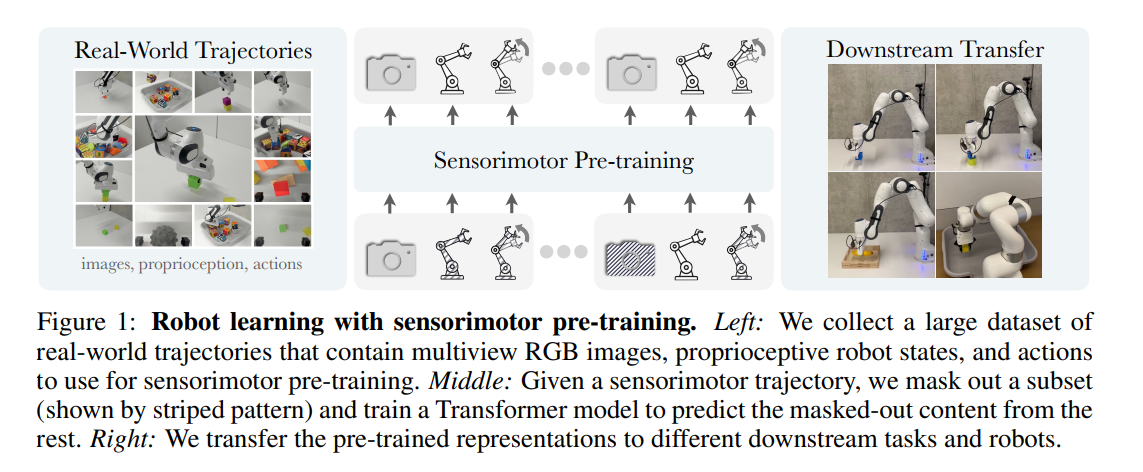 Real-World Trajectories
images, proprioception, actions
Sensorimotor Pre-training
Downstream Transfer
Figure 1: Robot learning with sensorimotor pre-training. Left: We collect a large dataset of
real-world trajectories that contain multiview RGB images, proprioceptive robot states, and actions
to use for sensorimotor pre-training. Middle: Given a sensorimotor trajectory, we mask out a subset
(shown by striped pattern) and train a Transformer model to predict the masked-out content from the
rest. Right: We transfer the pre-trained representations to different downstream tasks and robots.